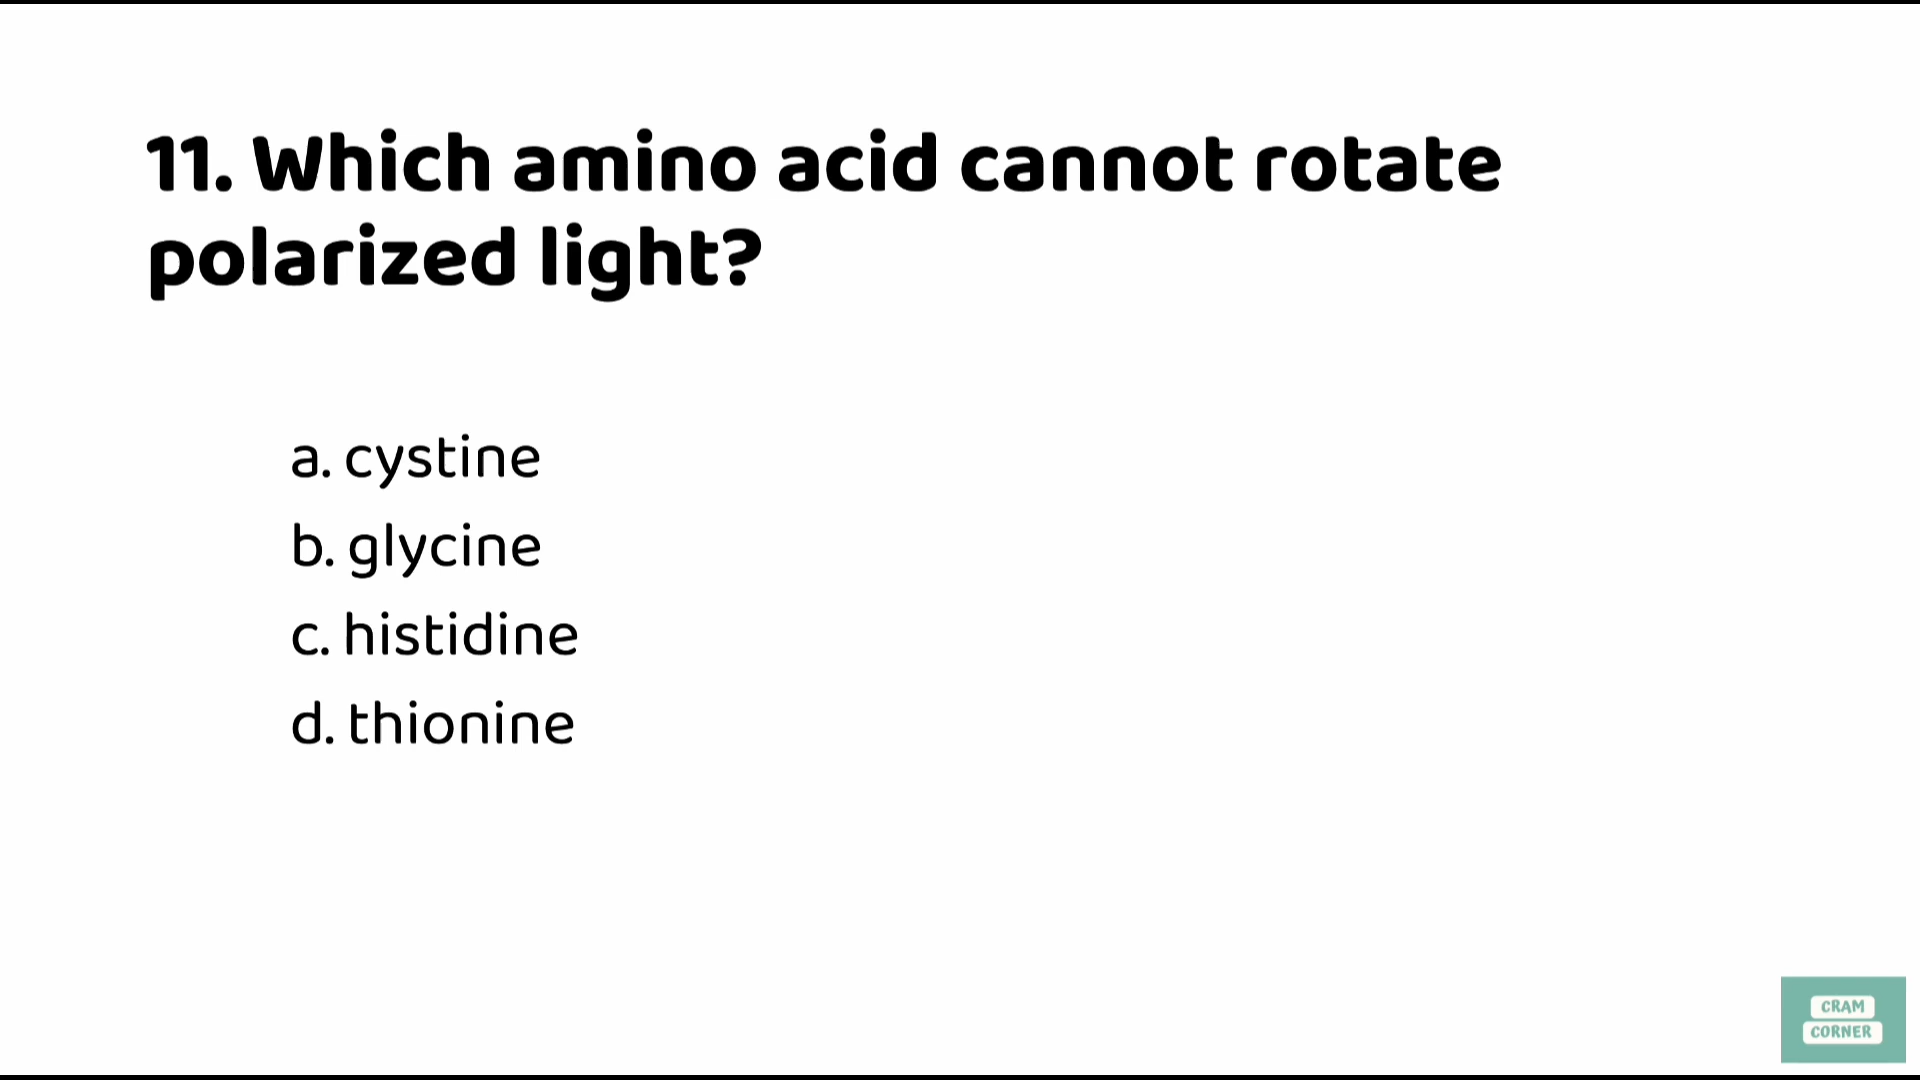 11. Which amino acid cannot rotate
polarized light?
a. cystine
b. glycine
c. histidine
d. thionine
CRAM
CORNER